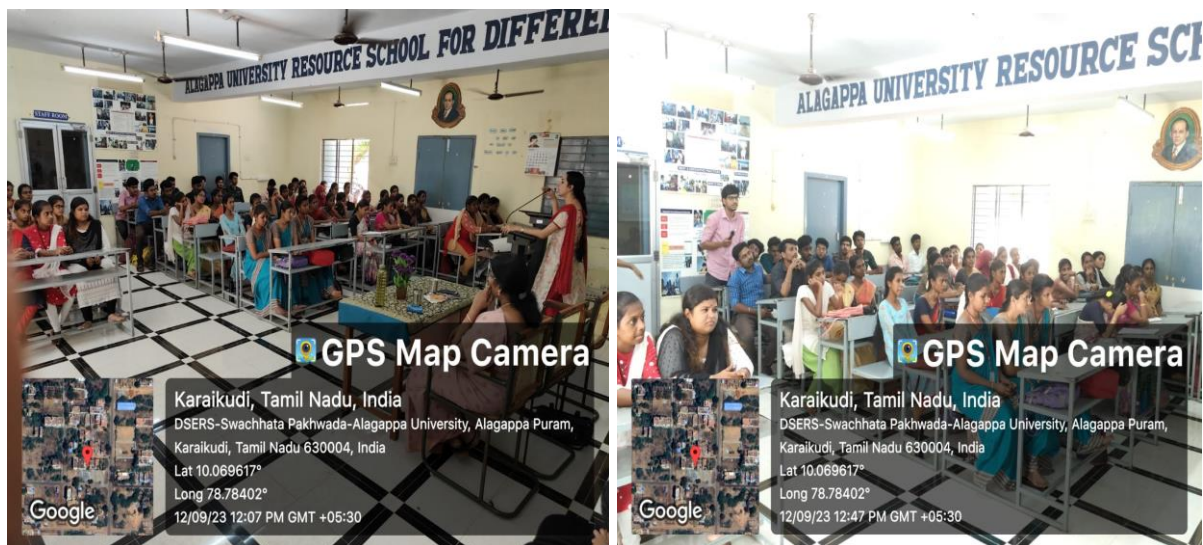 ALAGAPPA UNIVERSITY RESOURCE SCHOOL FOR
STAFF ROOM
GPS Map Camera
Karaikudi, Tamil Nadu, India
DSERS-Swachhata Pakhwada-Alagappa University, Alagappa Puram,
Karaikudi, Tamil Nadu 630004, India
Lat 10.069617°
Long 78.78402°
12/09/23 12:07 PM GMT +05:30
Google
ALAGAPPA UNIVERSITY RESOURCE
GPS Map Camera
Karaikudi, Tamil Nadu, India
DSERS-Swachhata Pakhwada-Alagappa University, Alagappa Puram,
Karaikudi, Tamil Nadu 630004, India
Lat 10.069617°
Long 78.78402°
12/09/23 12:47 PM GMT +05:30
Google